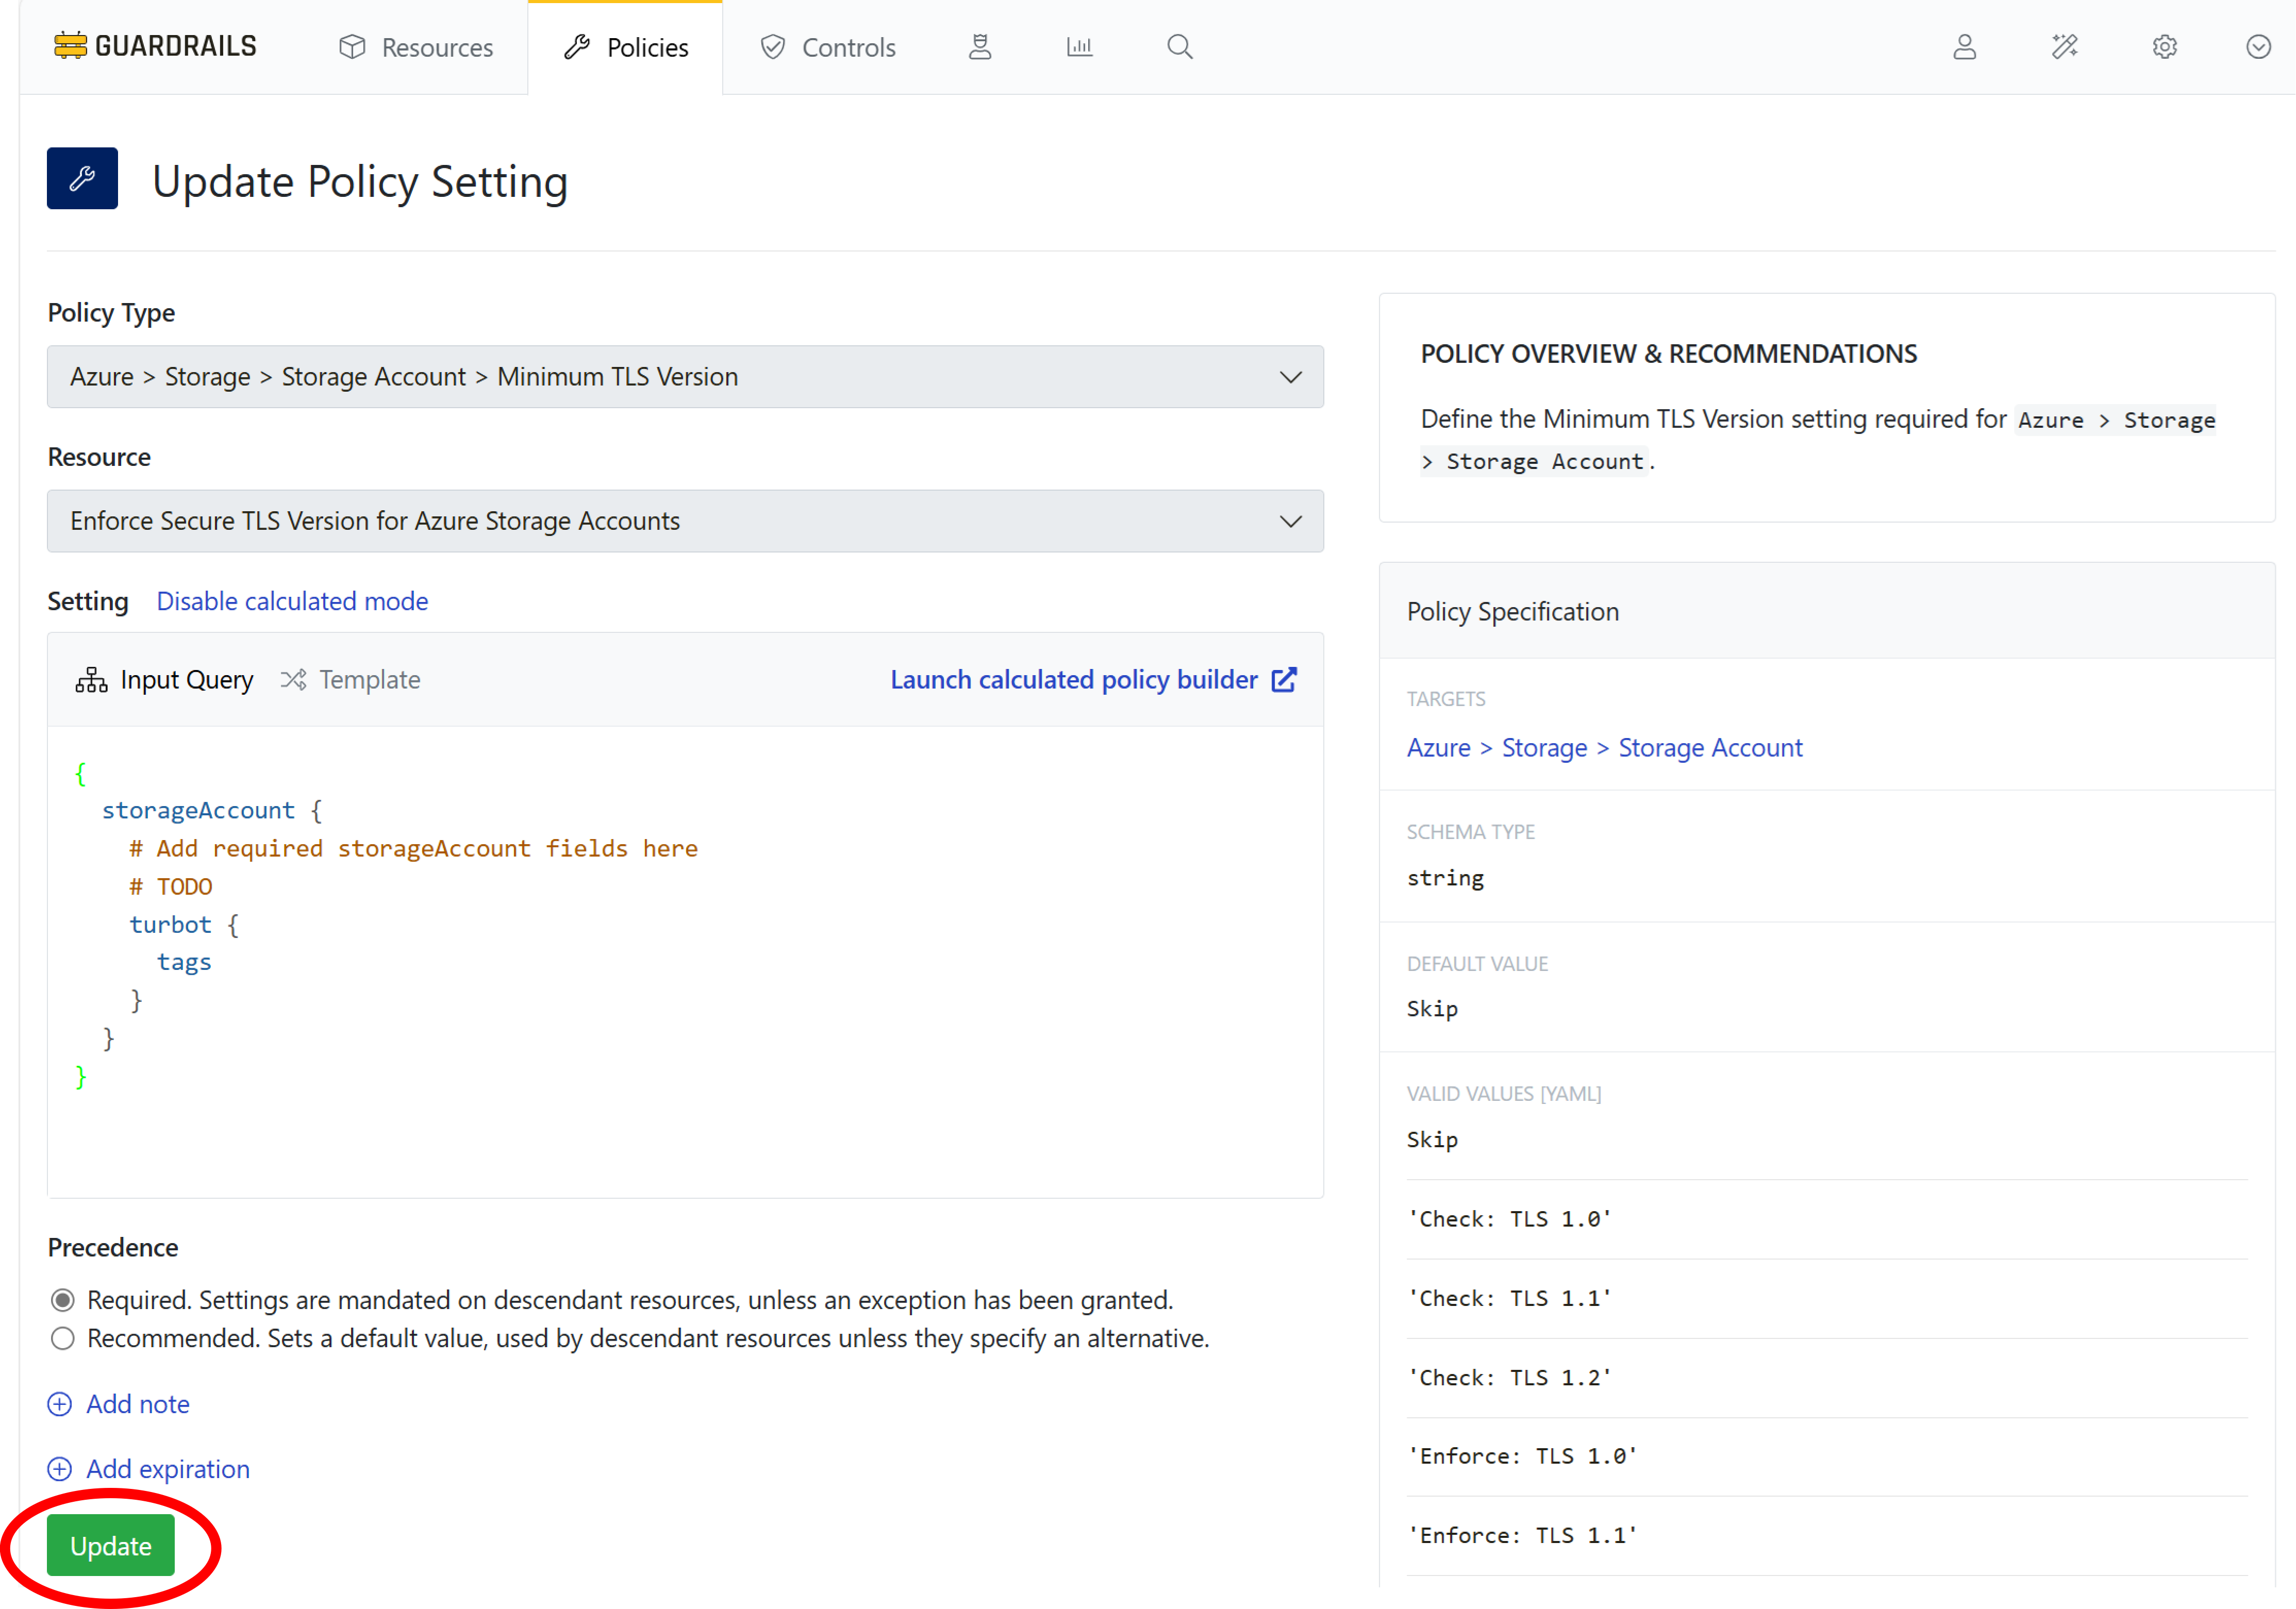 GUARDRAILS
Resources
Policies
Controls
Update Policy Setting
Policy Type
Azure > Storage > Storage Account > Minimum TLS Version
Resource
Enforce Secure TLS Version for Azure Storage Accounts
Setting Disable calculated mode
Input Query Template Launch calculated policy builder
{
  storageAccount {
    # Add required storageAccount fields here
    # TODO
    turbot {
      tags
    }
  }
}
Precedence
Required. Settings are mandated on descendant resources, unless an exception has been granted.
Recommended. Sets a default value, used by descendant resources unless they specify an alternative.
Add note
Add expiration
Update
POLICY OVERVIEW & RECOMMENDATIONS
Define the Minimum TLS Version setting required for Azure > Storage
> Storage Account.
Policy Specification
TARGETS
Azure > Storage > Storage Account
SCHEMA TYPE
string
DEFAULT VALUE
Skip
VALID VALUES [YAML]
Skip
'Check: TLS 1.0'
'Check: TLS 1.1'
'Check: TLS 1.2'
'Enforce: TLS 1.0'
'Enforce: TLS 1.1'